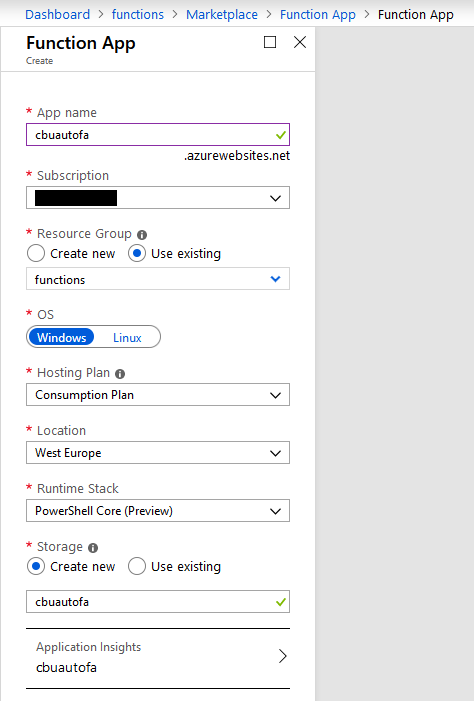 Dashboard > functions > Marketplace > Function App > Function App
Function App
Create
* App name
cbuautofa
.azurewebsites.net
* Subscription
* Resource Group
Create new Use existing
functions
* OS
Windows Linux
* Hosting Plan
Consumption Plan
* Location
West Europe
* Runtime Stack
PowerShell Core (Preview)
* Storage
Create new Use existing
cbuautofa
Application Insights
cbuautofa